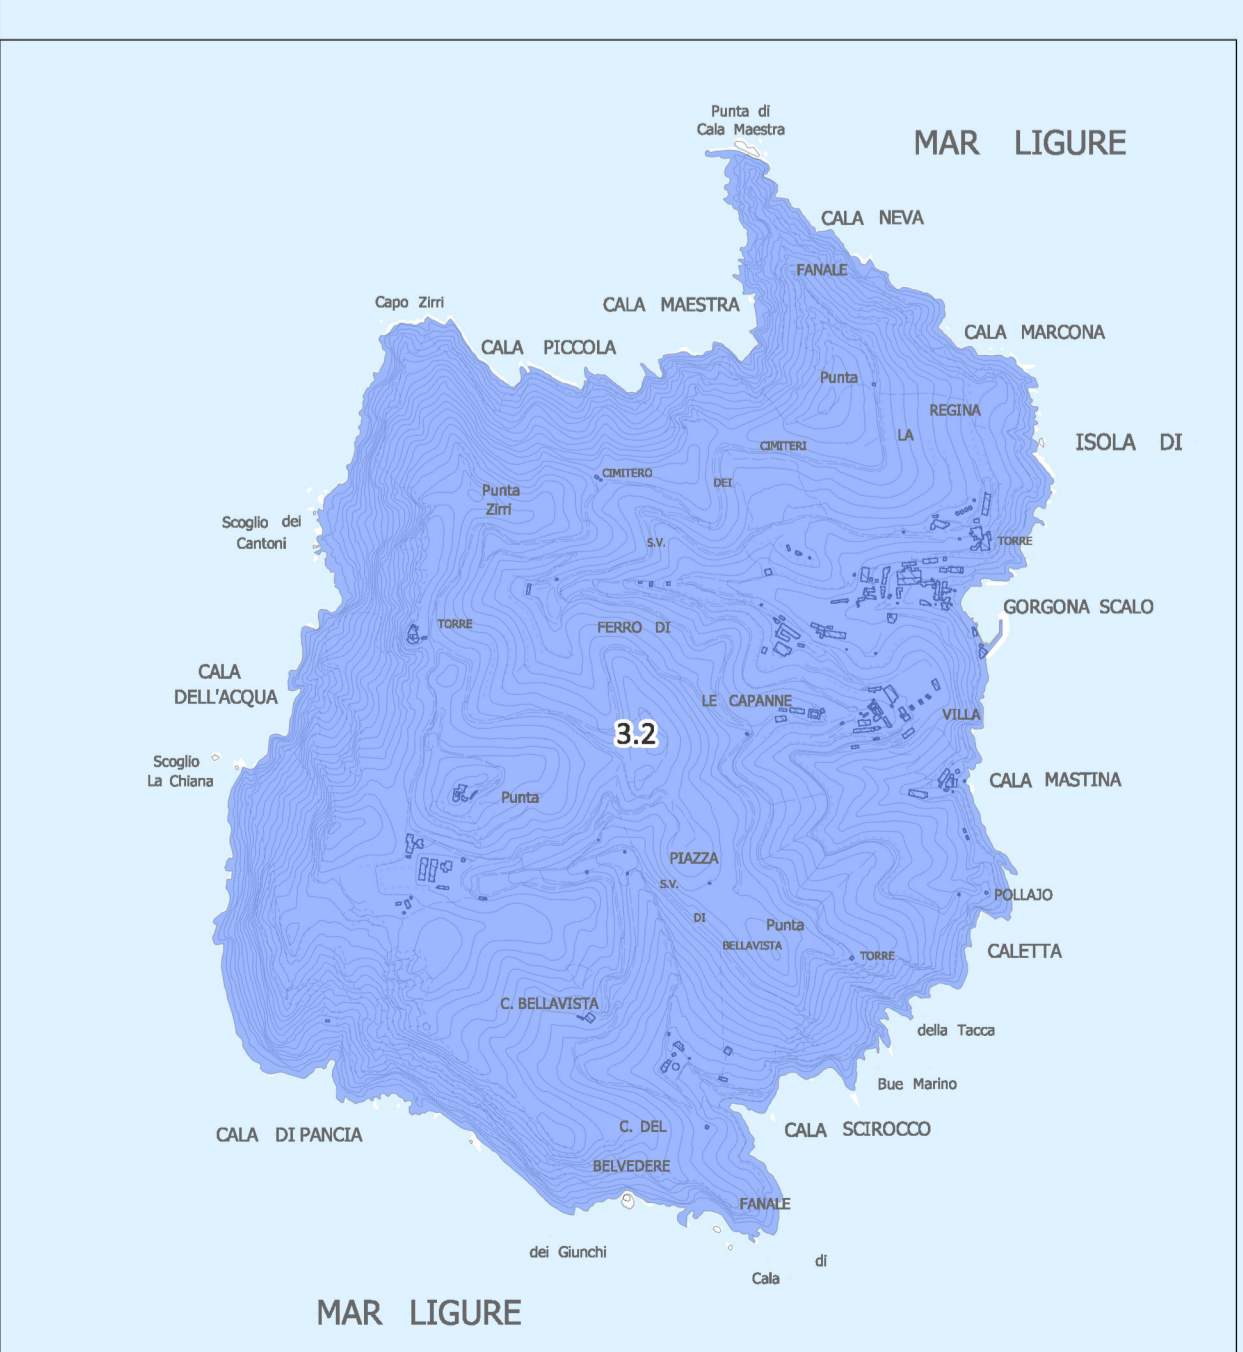 Punta di
Cala Maestra
MAR LIGURE
CALA NEVA
FANALE
Capo Zirri
CALA MAESTRA
CALA MARCONA
CALA PICCOLA
Punta
REGINA
LA
ISOLA DI
CIMITERI
CIMITERO
DEI
Punta
Zirri
Scoglio dei
Cantoni
S.V.
TORRE
GORGONA SCALO
TORRE
FERRO DI
CALA
DELL'ACQUA
LE CAPANNE
VILLA
3.2
Scoglio
La Chiana
CALA MASTINA
Punta
PIAZZA
S.V.
POLLAJO
DI
Punta
BELLAVISTA
CALETTA
TORRE
C. BELLAVISTA
della Tacca
Bue Marino
C. DEL
CALA SCIROCCO
CALA DI PANCIA
BELVEDERE
FANALE
dei Giunchi
di
Cala
MAR LIGURE